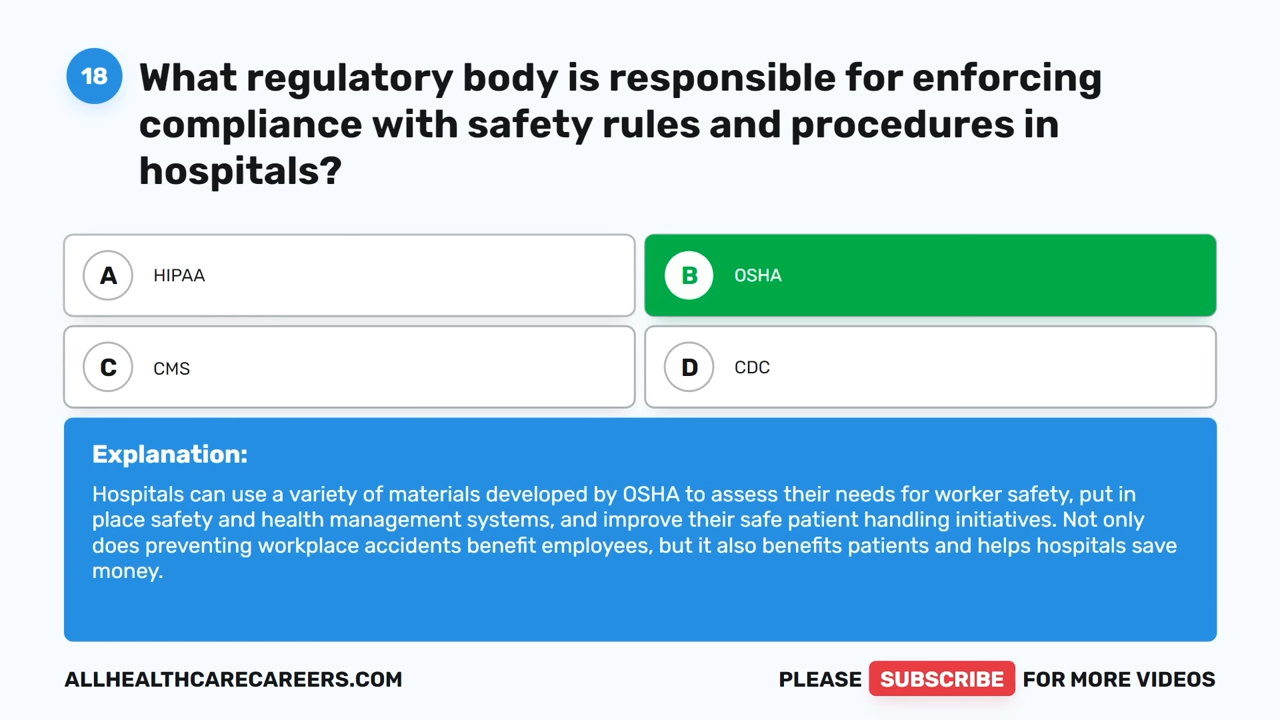 18
What regulatory body is responsible for enforcing
compliance with safety rules and procedures in
hospitals?
A HIPAA
B OSHA
C CMS
D CDC
Explanation:
Hospitals can use a variety of materials developed by OSHA to assess their needs for worker safety, put in
place safety and health management systems, and improve their safe patient handling initiatives. Not only
does preventing workplace accidents benefit employees, but it also benefits patients and helps hospitals save
money.
ALLHEALTHCARECAREERS.COM
PLEASE SUBSCRIBE FOR MORE VIDEOS